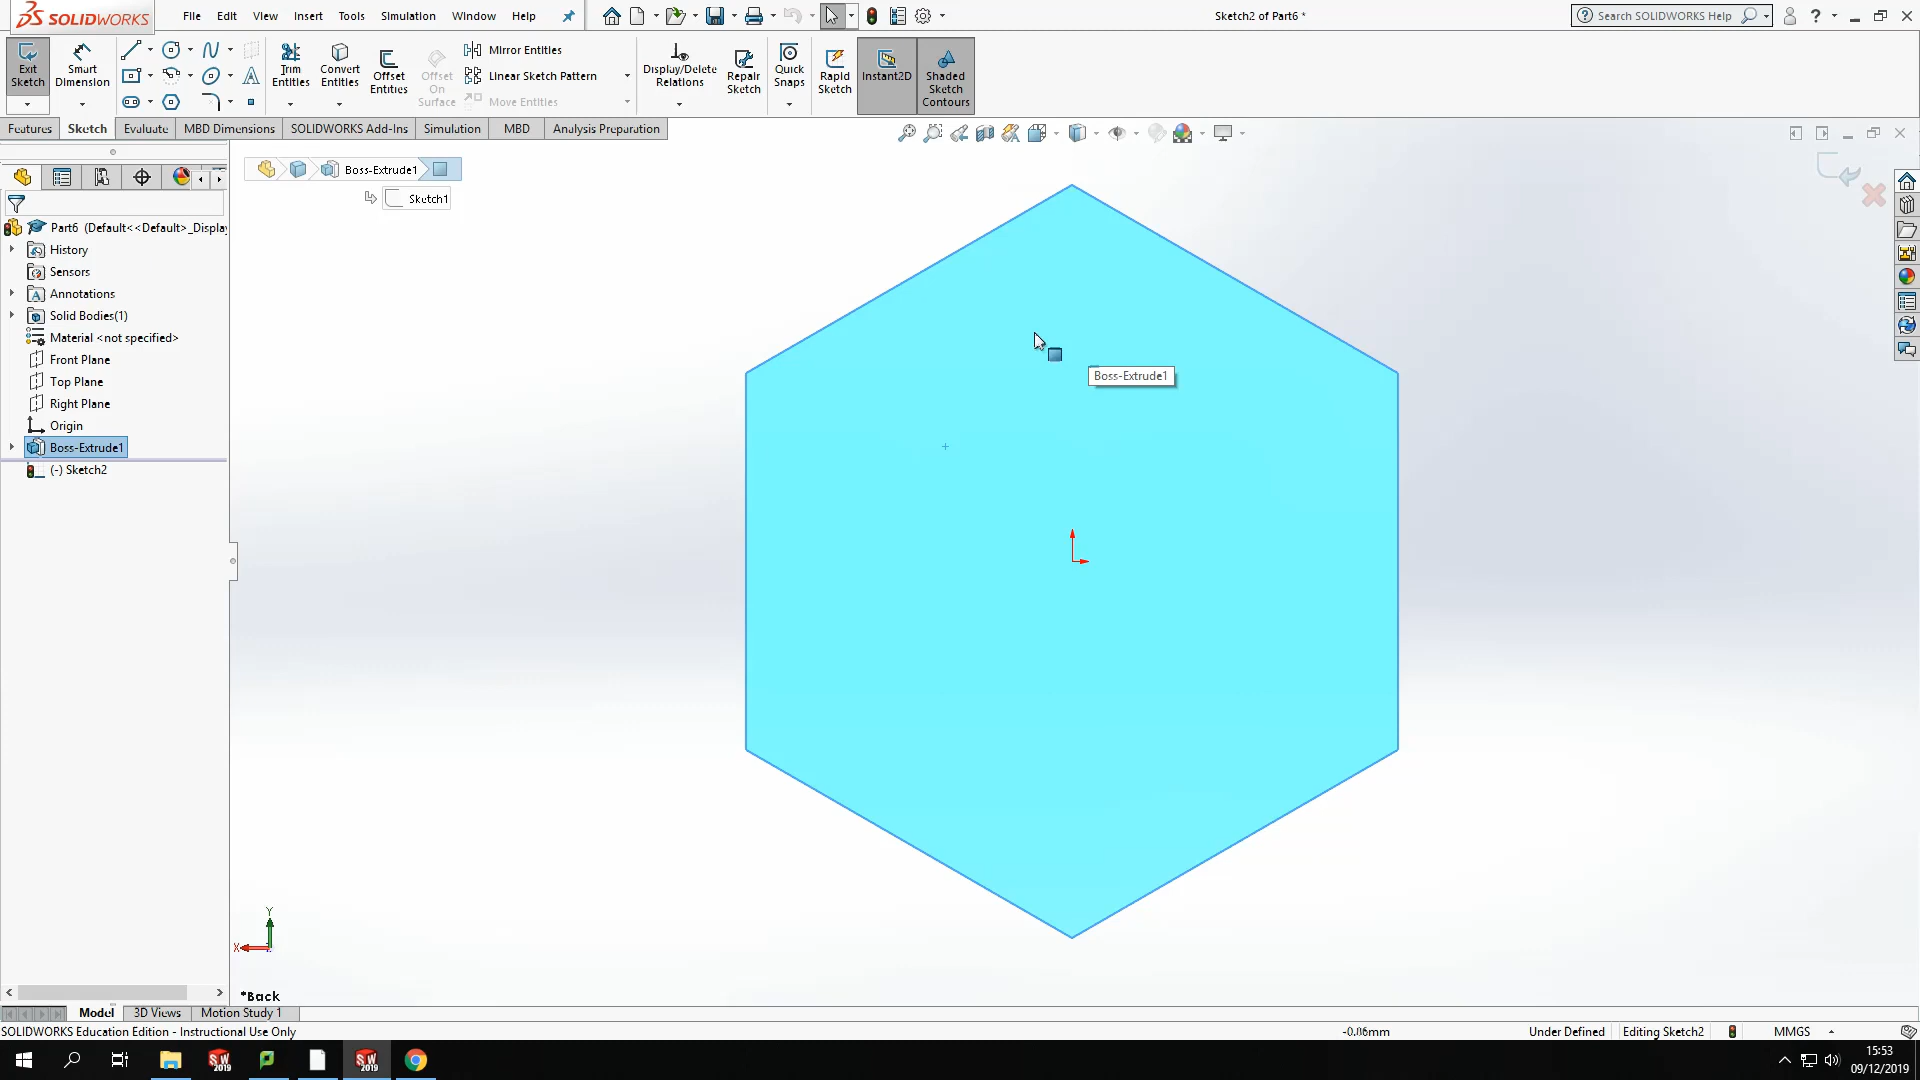 SOLIDWORKS
File Edit View Insert Tools Simulation Window Help
Sketch2 of Part6 *
Search SOLIDWORKS Help
Exit Sketch
Smart Dimension
Trim Entities
Convert Entities
Offset Entities
Offset On Surface
Mirror Entities
Linear Sketch Pattern
Move Entities
Display/Delete Relations
Repair Sketch
Quick Snaps
Rapid Sketch
Instant2D
Shaded Sketch Contours
Features Sketch Evaluate MBD Dimensions SOLIDWORKS Add-Ins Simulation MBD Analysis Preparation
Boss-Extrude1
Sketch1
Part6 (Default<<Default>_Displa
History
Sensors
Annotations
Solid Bodies(1)
Material <not specified>
Front Plane
Top Plane
Right Plane
Origin
Boss-Extrude1
(-) Sketch2
Boss-Extrude1
Y
X
*Back
Model 3D Views Motion Study 1
SOLIDWORKS Education Edition - Instructional Use Only
-0.06mm Under Defined Editing Sketch2 MMGS
15:53
09/12/2019